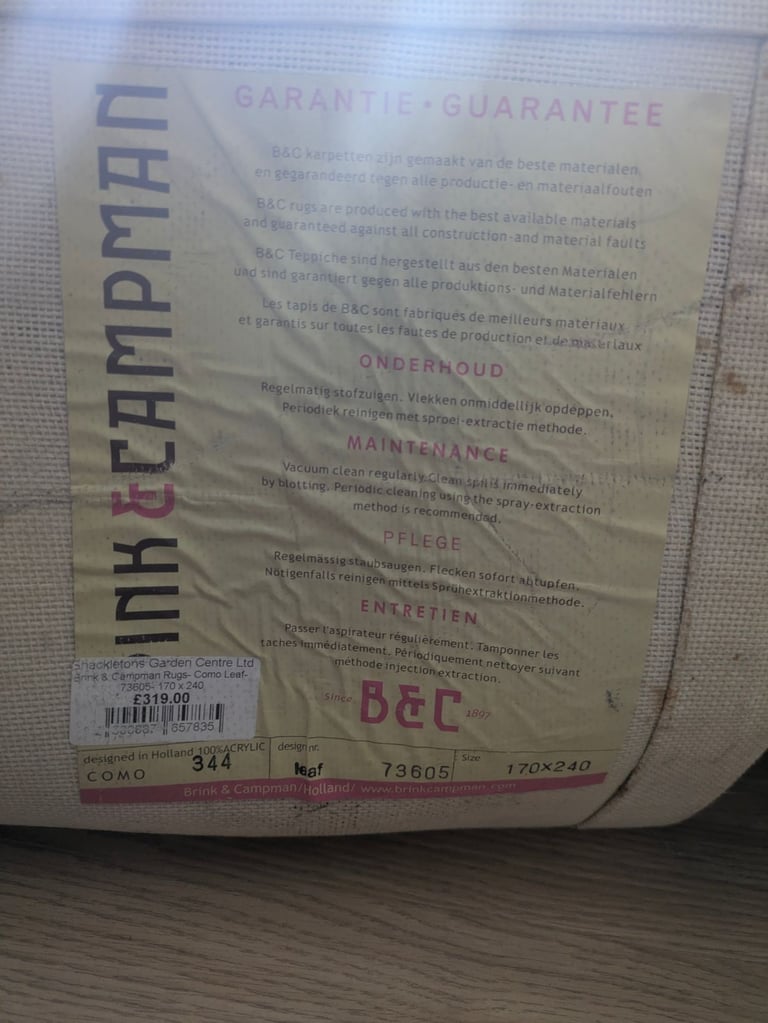 BRINK & CAMPMAN
GARANTIE • GUARANTEE
B&C karpetten zijn gemaakt van de beste materialen
en gegarandeerd tegen alle productie- en materiaalfouten
B&C rugs are produced with the best available materials
and guaranteed against all construction-and material faults
B&C Teppiche sind hergestellt aus den besten Materialen
und sind garantiert gegen alle produktions- und Materialfehlern
Les tapis de B&C sont fabriqués de meilleurs matériaux
et garantis sur toutes les fautes de production et de materiaux
ONDERHOUD
Regelmatig stofzuigen. Vlekken onmiddellijk opdeppen.
Periodiek reinigen met sproei-extractie methode.
MAINTENANCE
Vacuum clean regularly. Clean spills immediately
by blotting. Periodic cleaning using the spray-extraction
method is recommended.
PFLEGE
Regelmässig staubsaugen. Flecken sofort abtupfen.
Nötigenfalls reinigen mittels Sprühextraktionmethode.
ENTRETIEN
Passer l'aspirateur régulièrement. Tamponner les
taches immédiatement. Périodiquement nettoyer suivant
méthode injection extraction.
Since B&C 1897
Shackletons Garden Centre Ltd
Brink & Campman Rugs- Como Leaf-
73605- 170 x 240
£319.00
657835
designed in Holland 100%ACRYLIC
COMO 344
design nr.
leaf 73605
Size
170x240
Brink & Campman/Holland/ www.brinkcampman.com